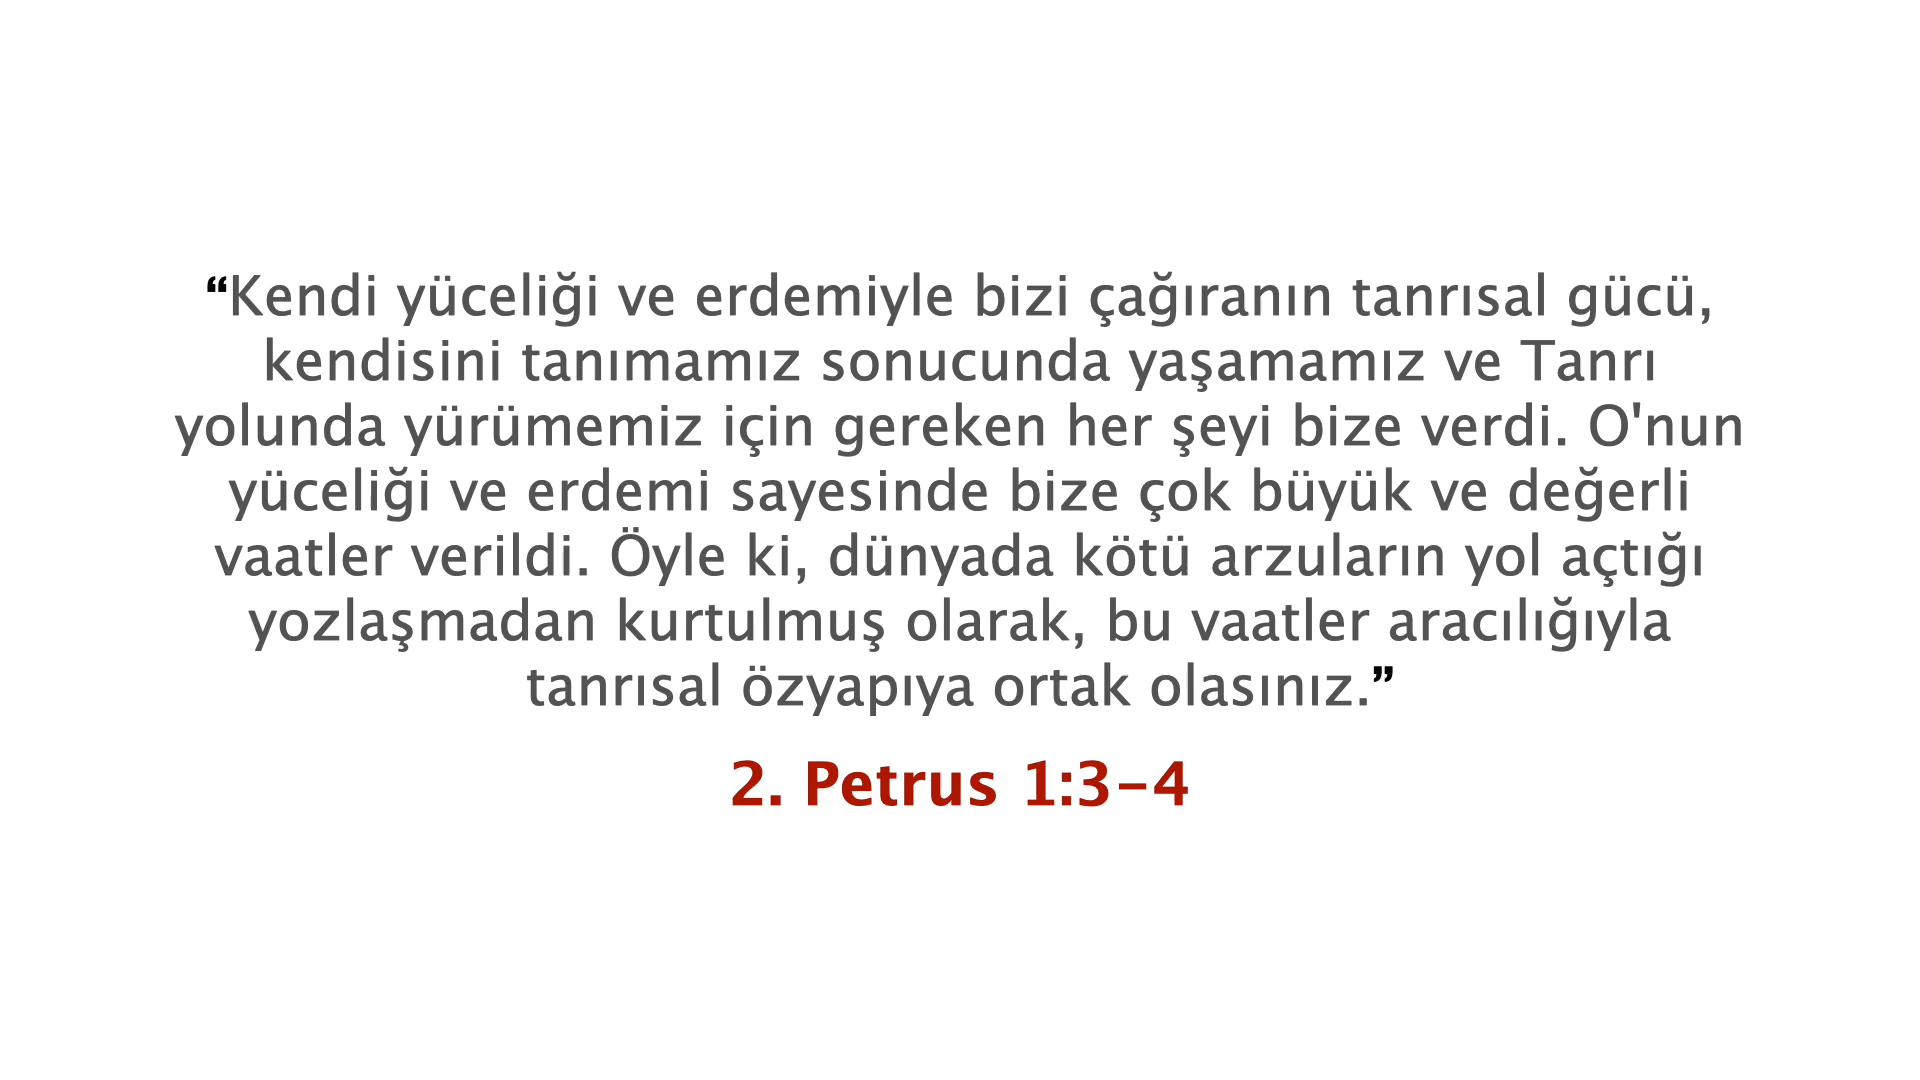 “Kendi yüceliği ve erdemiyle bizi çağıranın tanrısal gücü,
kendisini tanımamız sonucunda yaşamamız ve Tanrı
yolunda yürümemiz için gereken her şeyi bize verdi. O'nun
yüceliği ve erdemi sayesinde bize çok büyük ve değerli
vaatler verildi. Öyle ki, dünyada kötü arzuların yol açtığı
yozlaşmadan kurtulmuş olarak, bu vaatler aracılığıyla
tanrısal özyapıya ortak olasınız.”
2. Petrus 1:3–4